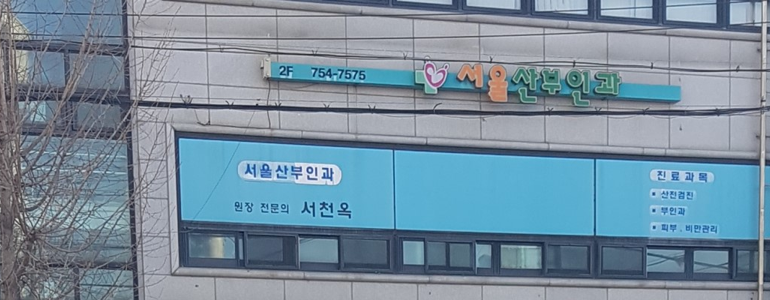 2F 754-7575 서울산부인과
서울산부인과
원장 전문의 서천옥
진료과목
• 산전검진
• 부인과
• 피부 . 비만관리